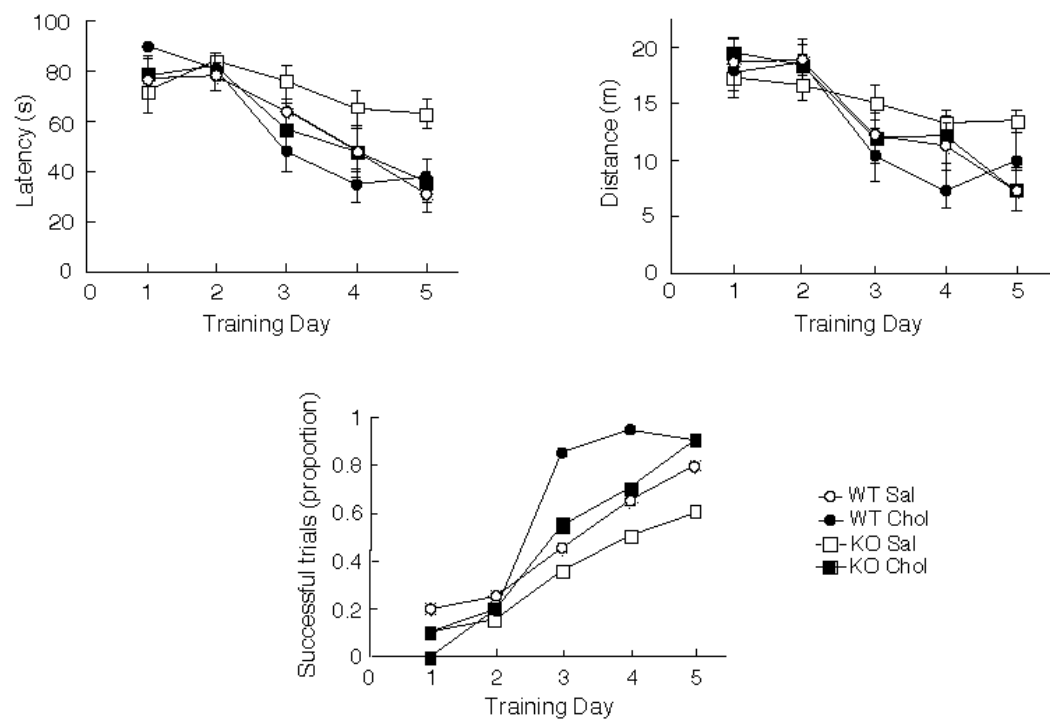 100
80
60
40
20
0
0 1 2 3 4 5
Latency (s)
Training Day
20
15
10
5
0
0 1 2 3 4 5
Distance (m)
Training Day
1
0.8
0.6
0.4
0.2
0
0 1 2 3 4 5
Successful trials (proportion)
Training Day
WT Sal
WT Chol
KO Sal
KO Chol